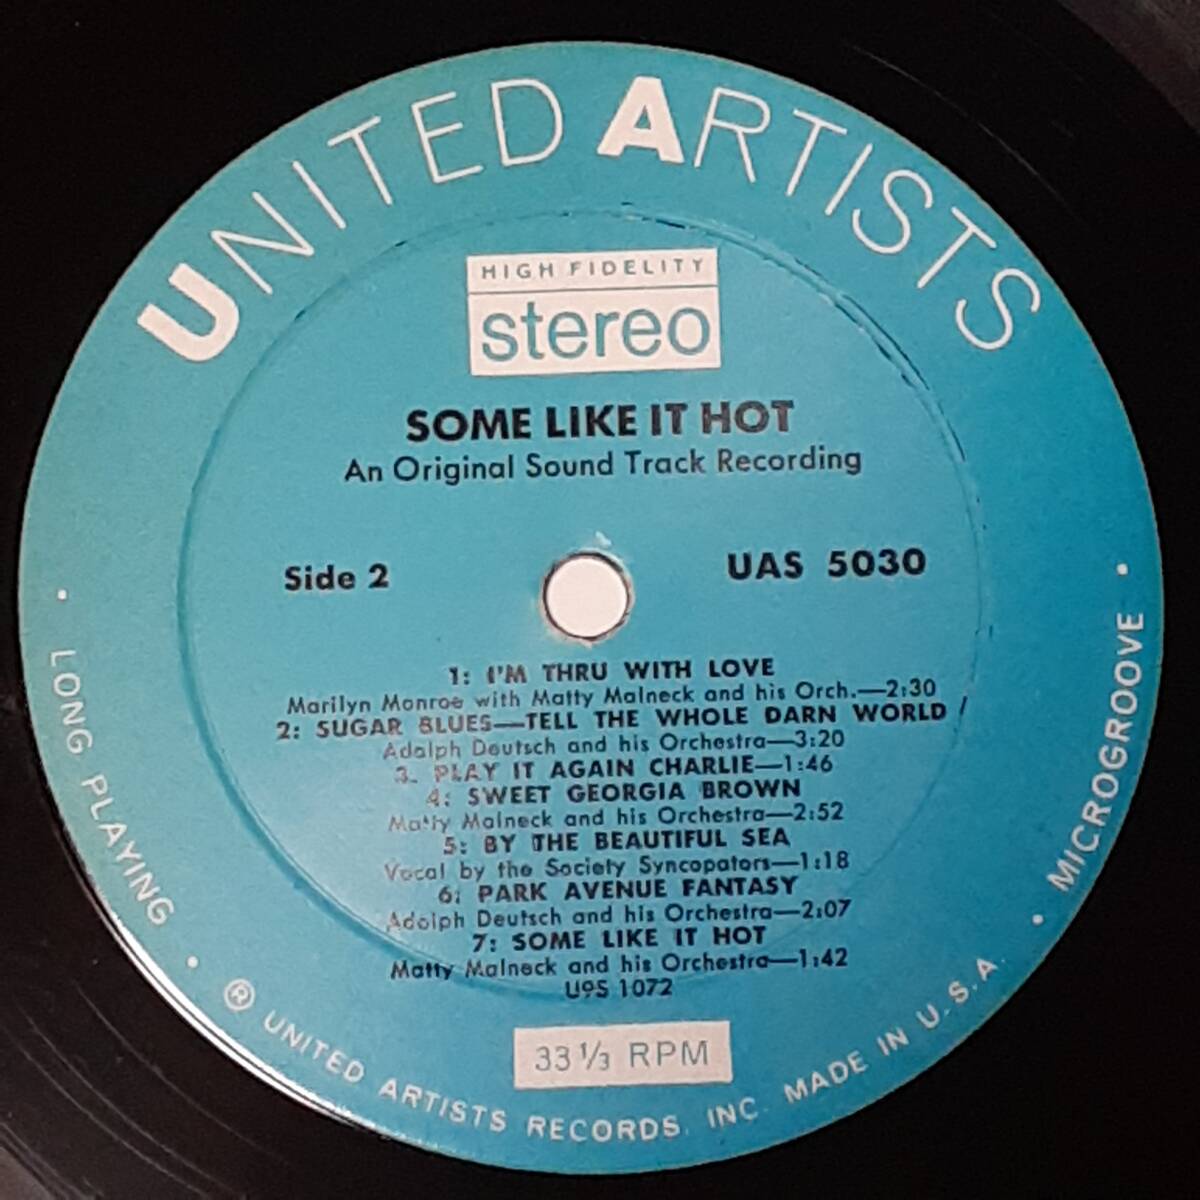 UNITED ARTISTS
HIGH FIDELITY
stereo
SOME LIKE IT HOT
An Original Sound Track Recording
Side 2
UAS 5030
1: I'M THRU WITH LOVE
Marilyn Monroe with Matty Malneck and his Orch.—2:30
2: SUGAR BLUES—TELL THE WHOLE DARN WORLD
Adolph Deutsch and his Orchestra—3:20
3. PLAY IT AGAIN CHARLIE—1:46
4: SWEET GEORGIA BROWN
Matty Malneck and his Orchestra—2:52
5: BY THE BEAUTIFUL SEA
Vocal by the Society Syncopators—1:18
6: PARK AVENUE FANTASY
Adolph Deutsch and his Orchestra—2:07
7: SOME LIKE IT HOT
Matty Malneck and his Orchestra—1:42
U9S 1072
33 1/3 RPM
· LONG PLAYING · ® UNITED ARTISTS RECORDS, INC. MADE IN U.S.A. · MICROGROOVE ·